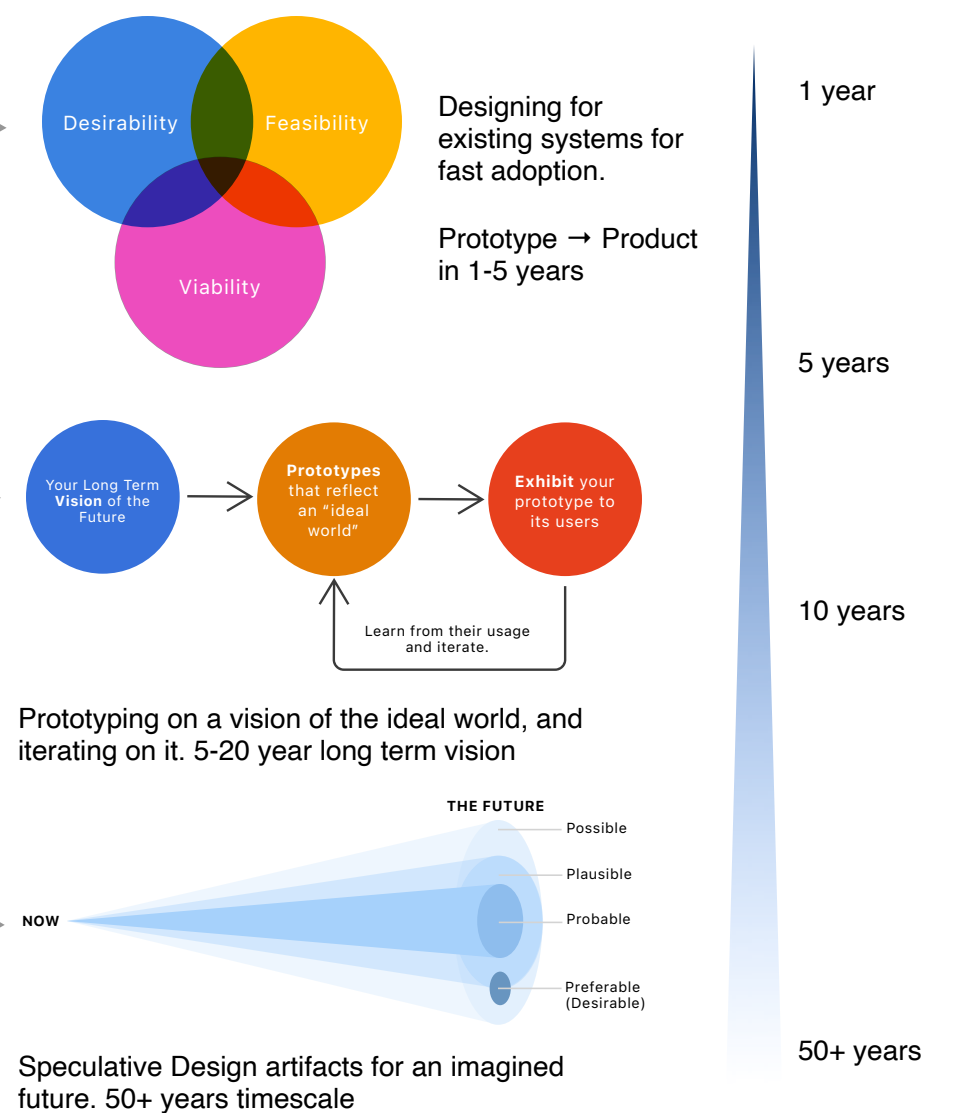 Desirability
Feasibility
Viability
Designing for
existing systems for
fast adoption.
Prototype → Product
in 1-5 years
1 year
5 years
Your Long Term
Vision of the
Future
Prototypes
that reflect
an “ideal
world”
Exhibit your
prototype to
its users
Learn from their usage
and iterate.
10 years
Prototyping on a vision of the ideal world, and
iterating on it. 5-20 year long term vision
THE FUTURE
Possible
Plausible
NOW
Probable
Preferable
(Desirable)
50+ years
Speculative Design artifacts for an imagined
future. 50+ years timescale